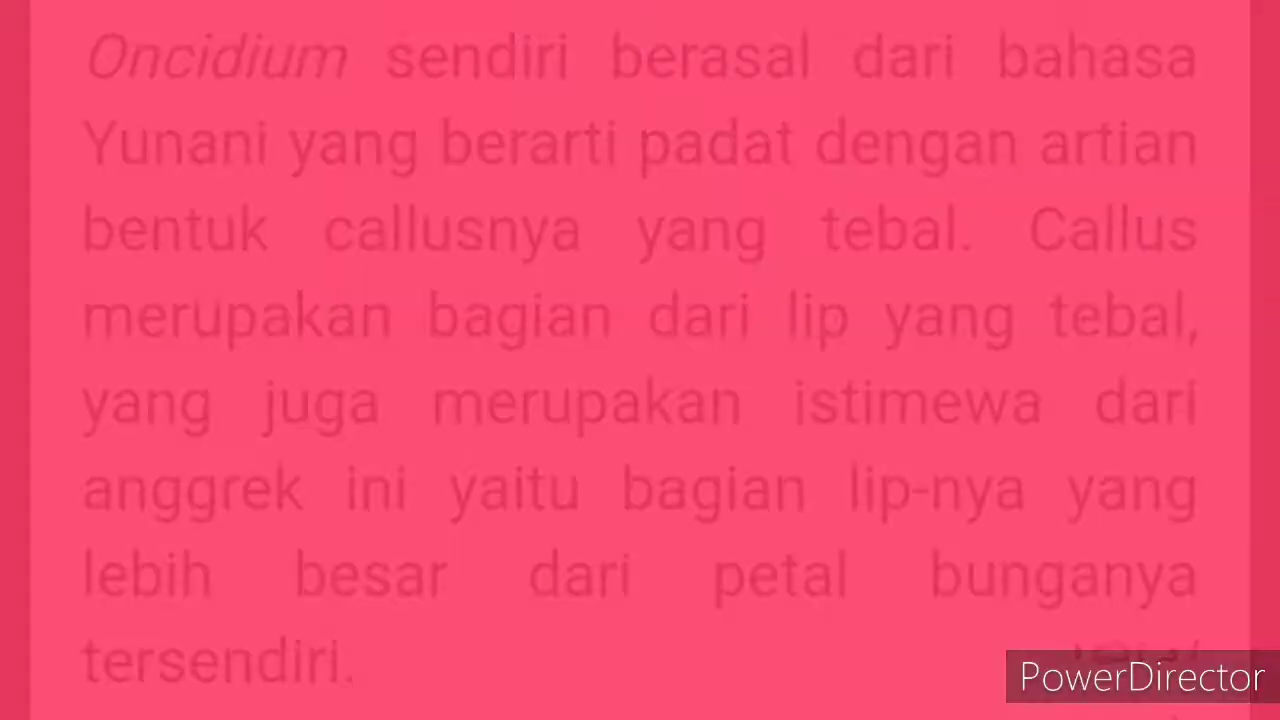 Oncidium sendiri berasal dari bahasa
Yunani yang berarti padat dengan artian
bentuk callusnya yang tebal. Callus
merupakan bagian dari lip yang tebal,
yang juga merupakan istimewa dari
anggrek ini yaitu bagian lip-nya yang
lebih besar dari petal bunganya
tersendiri.
PowerDirector